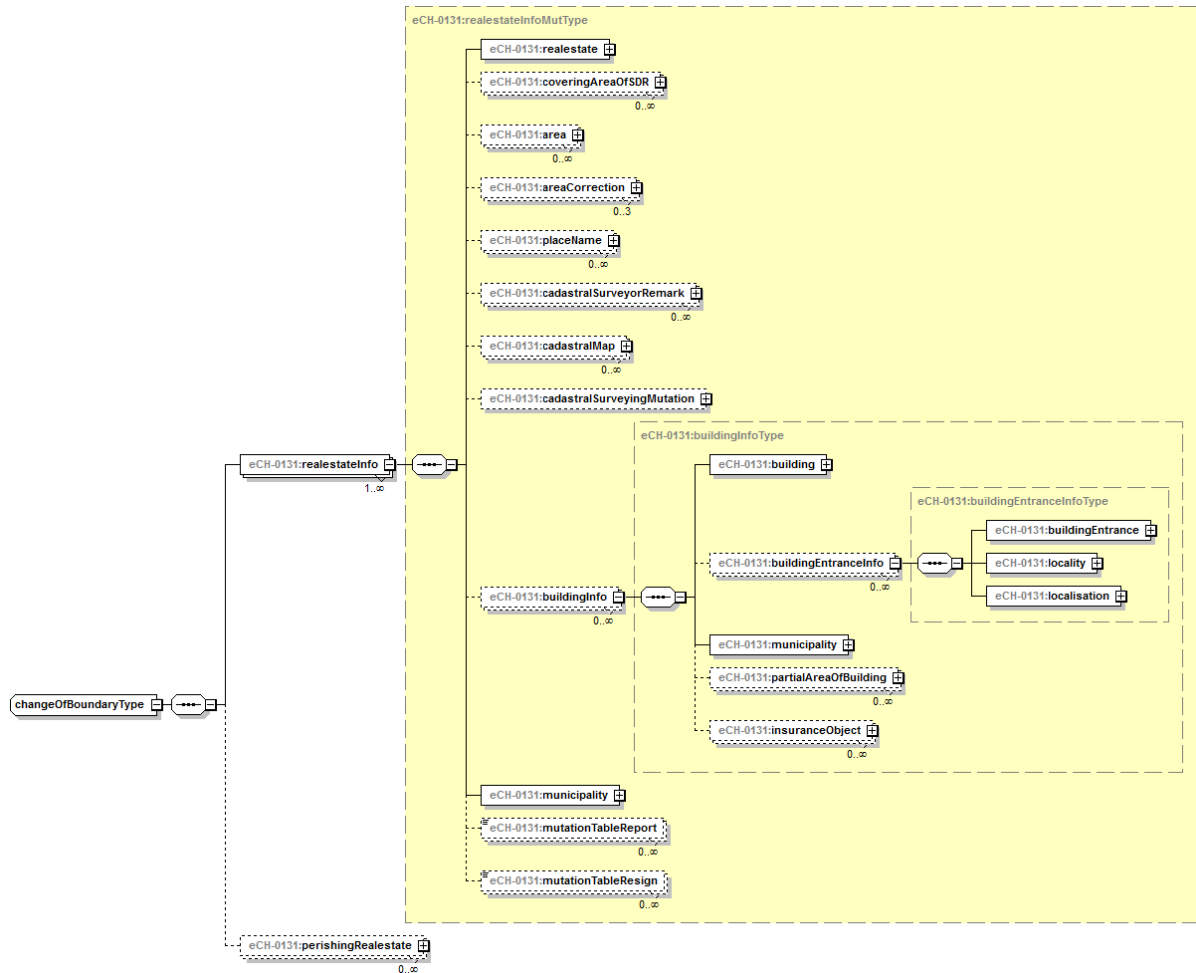 eCH-0131:realestateInfoMutType
eCH-0131:realestate
eCH-0131:coveringAreaOfSDR
0..∞
eCH-0131:area
0..∞
eCH-0131:areaCorrection
0..3
eCH-0131:placeName
0..∞
eCH-0131:cadastralSurveyorRemark
0..∞
eCH-0131:cadastralMap
0..∞
eCH-0131:cadastralSurveyingMutation
eCH-0131:buildingInfoType
eCH-0131:realestateInfo
1..∞
eCH-0131:building
eCH-0131:buildingEntranceInfoType
eCH-0131:buildingEntrance
eCH-0131:buildingEntranceInfo
0..∞
eCH-0131:locality
eCH-0131:localisation
eCH-0131:buildingInfo
0..∞
eCH-0131:municipality
eCH-0131:partialAreaOfBuilding
0..∞
changeOfBoundaryType
eCH-0131:insuranceObject
0..∞
eCH-0131:municipality
eCH-0131:mutationTableReport
0..∞
eCH-0131:mutationTableResign
0..∞
eCH-0131:perishingRealestate
0..∞